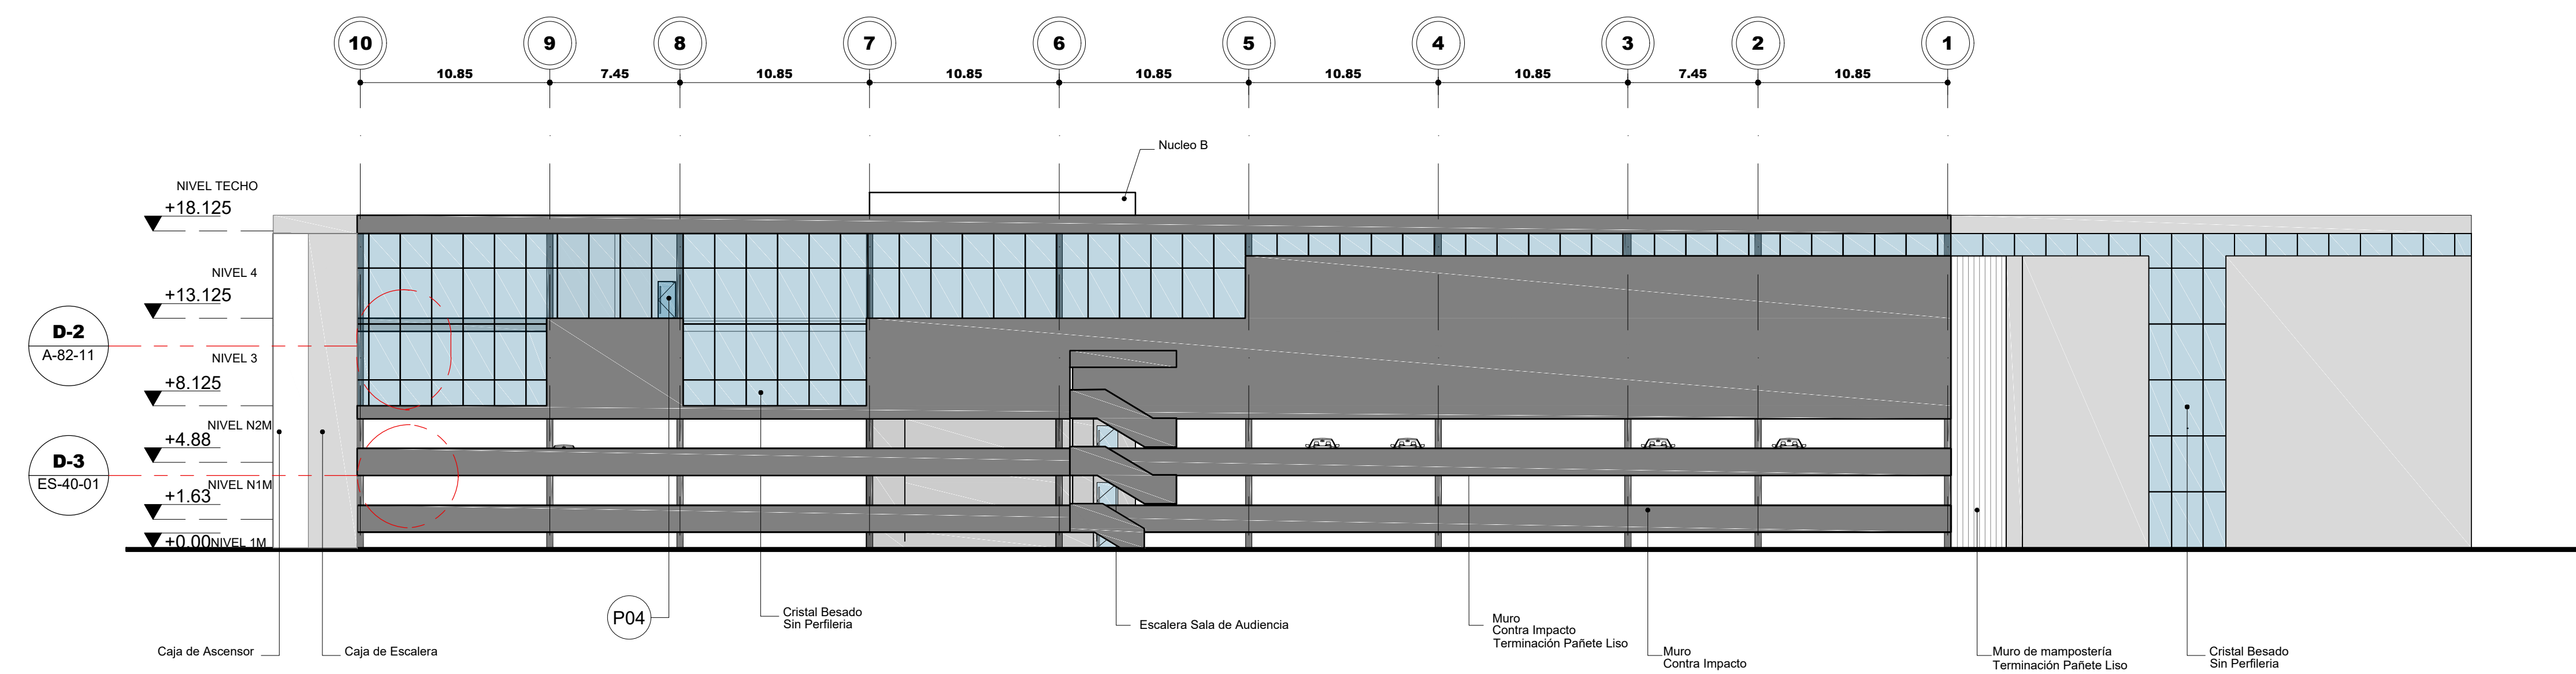 10 9 8 7 6 5 4 3 2 1
10.85 7.45 10.85 10.85 10.85 10.85 10.85 7.45 10.85
Nucleo B
NIVEL TECHO
+18.125
NIVEL 4
+13.125
D-2
A-82-11
NIVEL 3
+8.125
NIVEL N2M
+4.88
D-3
ES-40-01
NIVEL N1M
+1.63
+0.00 NIVEL 1M
P04
Cristal Besado
Sin Perfileria
Escalera Sala de Audiencia
Muro
Contra Impacto
Terminación Pañete Liso
Caja de Ascensor
Caja de Escalera
Muro
Contra Impacto
Muro de mampostería
Terminación Pañete Liso
Cristal Besado
Sin Perfileria